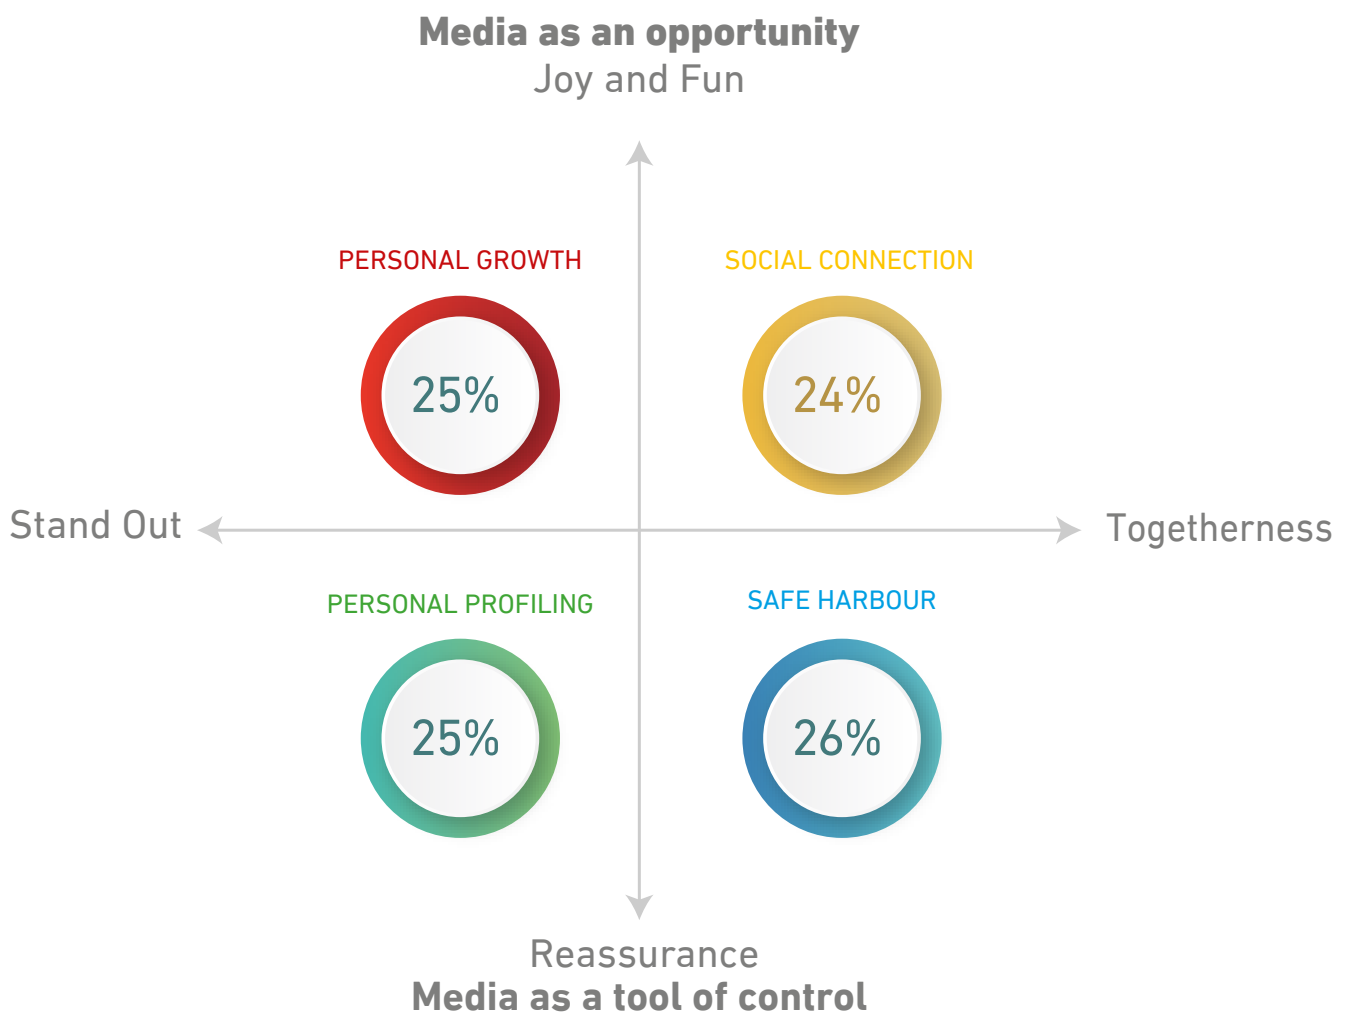 Media as an opportunity
Joy and Fun
PERSONAL GROWTH
SOCIAL CONNECTION
25%
24%
Stand Out
Togetherness
PERSONAL PROFILING
SAFE HARBOUR
25%
26%
Reassurance
Media as a tool of control